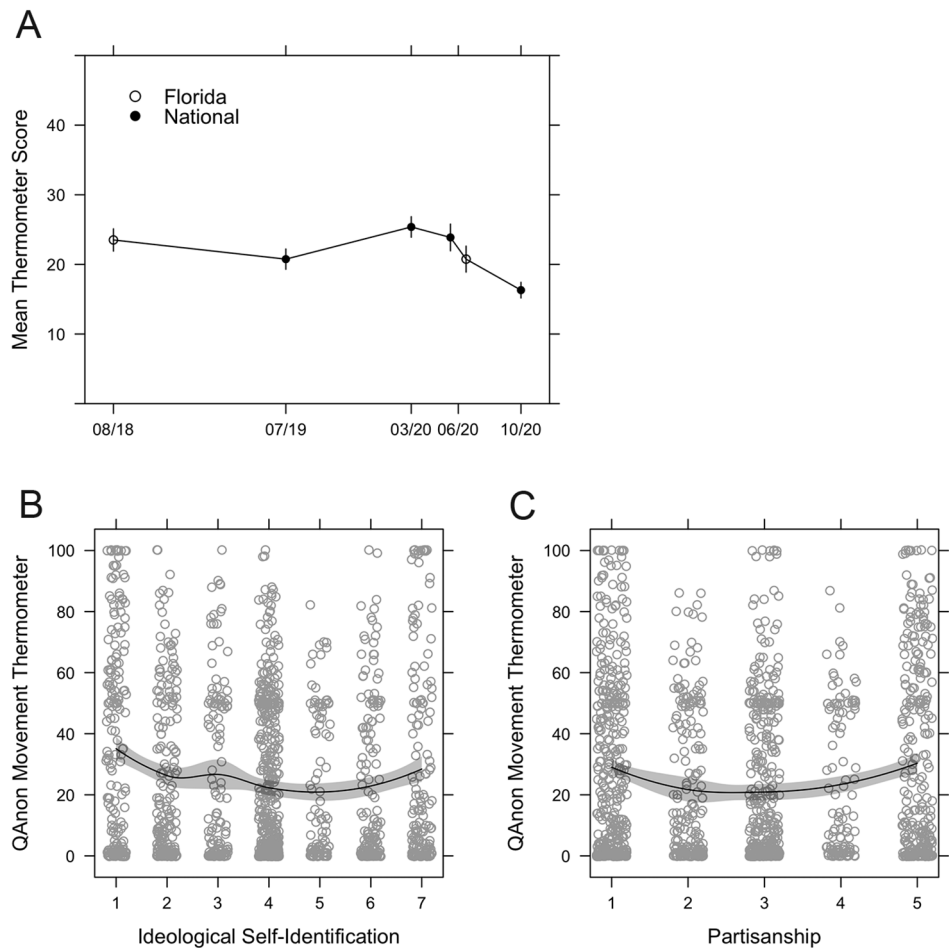 A
Mean Thermometer Score
40
30
20
10
Florida
National
08/18 07/19 03/20 06/20 10/20
B
QAnon Movement Thermometer
100
80
60
40
20
0
1 2 3 4 5 6 7
Ideological Self-Identification
C
QAnon Movement Thermometer
100
80
60
40
20
0
1 2 3 4 5
Partisanship